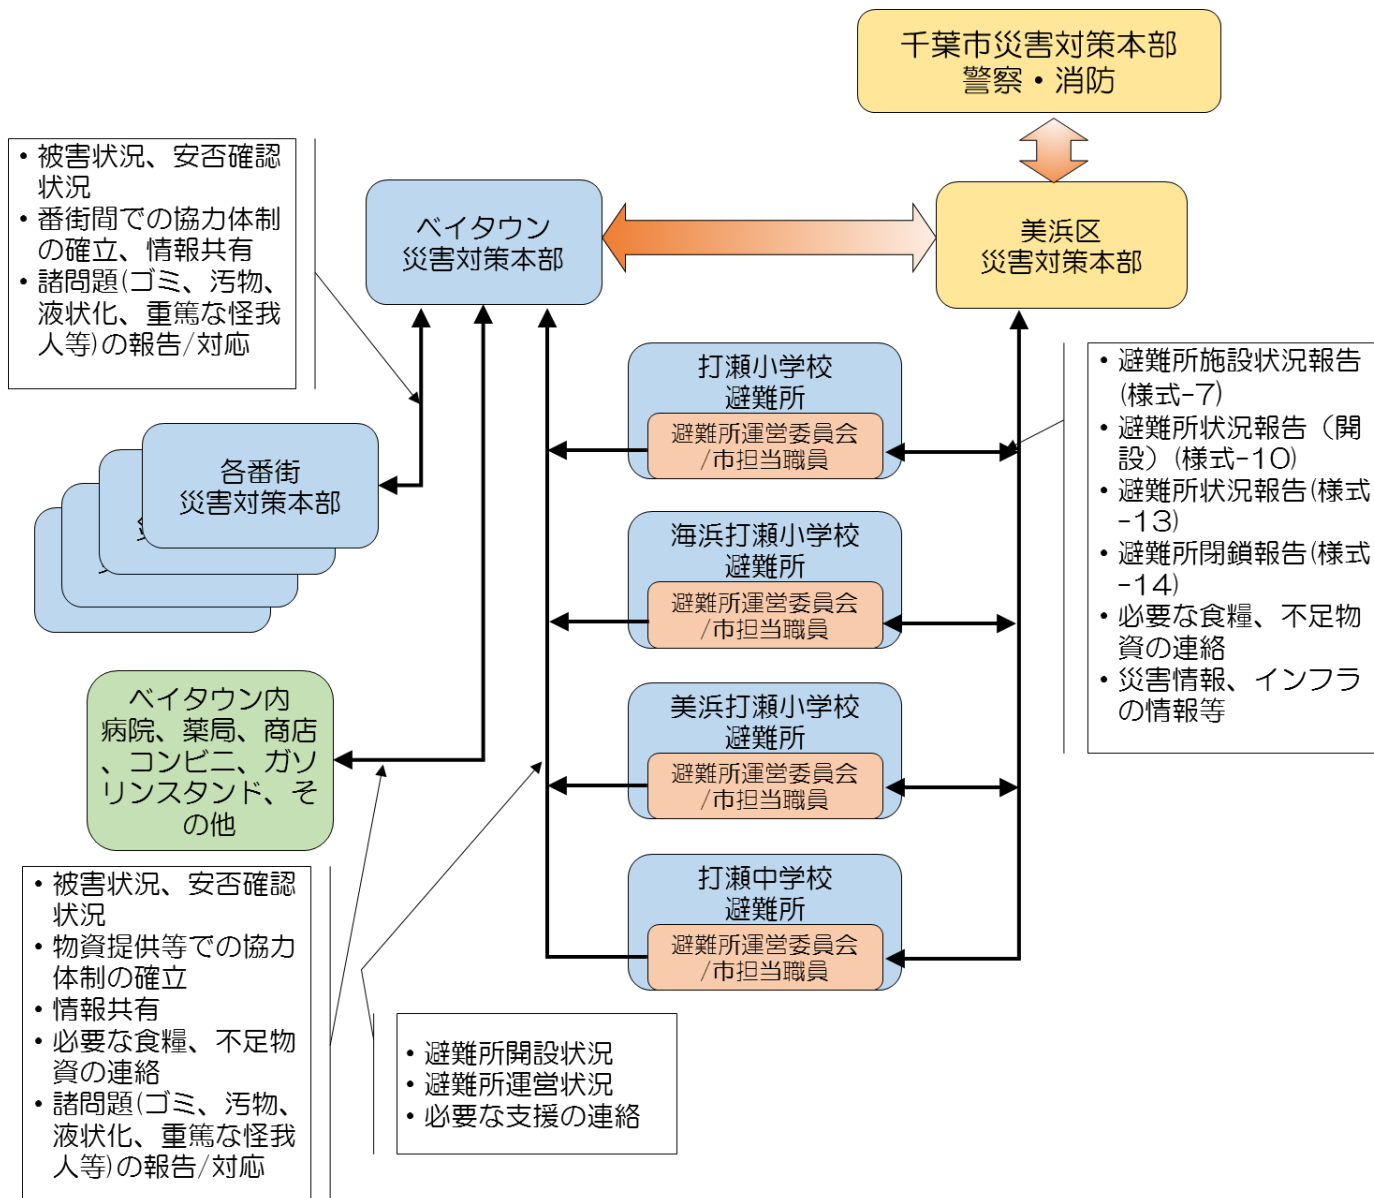 千葉市災害対策本部
警察・消防
・被害状況、安否確認
状況
・番街間での協力体制
の確立、情報共有
・諸問題(ゴミ、汚物、
液状化、重篤な怪我
人等)の報告/対応
ベイタウン
災害対策本部
美浜区
災害対策本部
各番街
災害対策本部
打瀬小学校
避難所
避難所運営委員会
/市担当職員
海浜打瀬小学校
避難所
避難所運営委員会
/市担当職員
美浜打瀬小学校
避難所
避難所運営委員会
/市担当職員
打瀬中学校
避難所
避難所運営委員会
/市担当職員
・避難所施設状況報告
(様式-7)
・避難所状況報告（開
設）(様式-10)
・避難所状況報告(様式
-13)
・避難所閉鎖報告(様式
-14)
・必要な食糧、不足物
資の連絡
・災害情報、インフラ
の情報等
ベイタウン内
病院、薬局、商店
、コンビニ、ガソ
リンスタンド、そ
の他
・被害状況、安否確認
状況
・物資提供等での協力
体制の確立
・情報共有
・必要な食糧、不足物
資の連絡
・諸問題(ゴミ、汚物、
液状化、重篤な怪我
人等)の報告/対応
・避難所開設状況
・避難所運営状況
・必要な支援の連絡